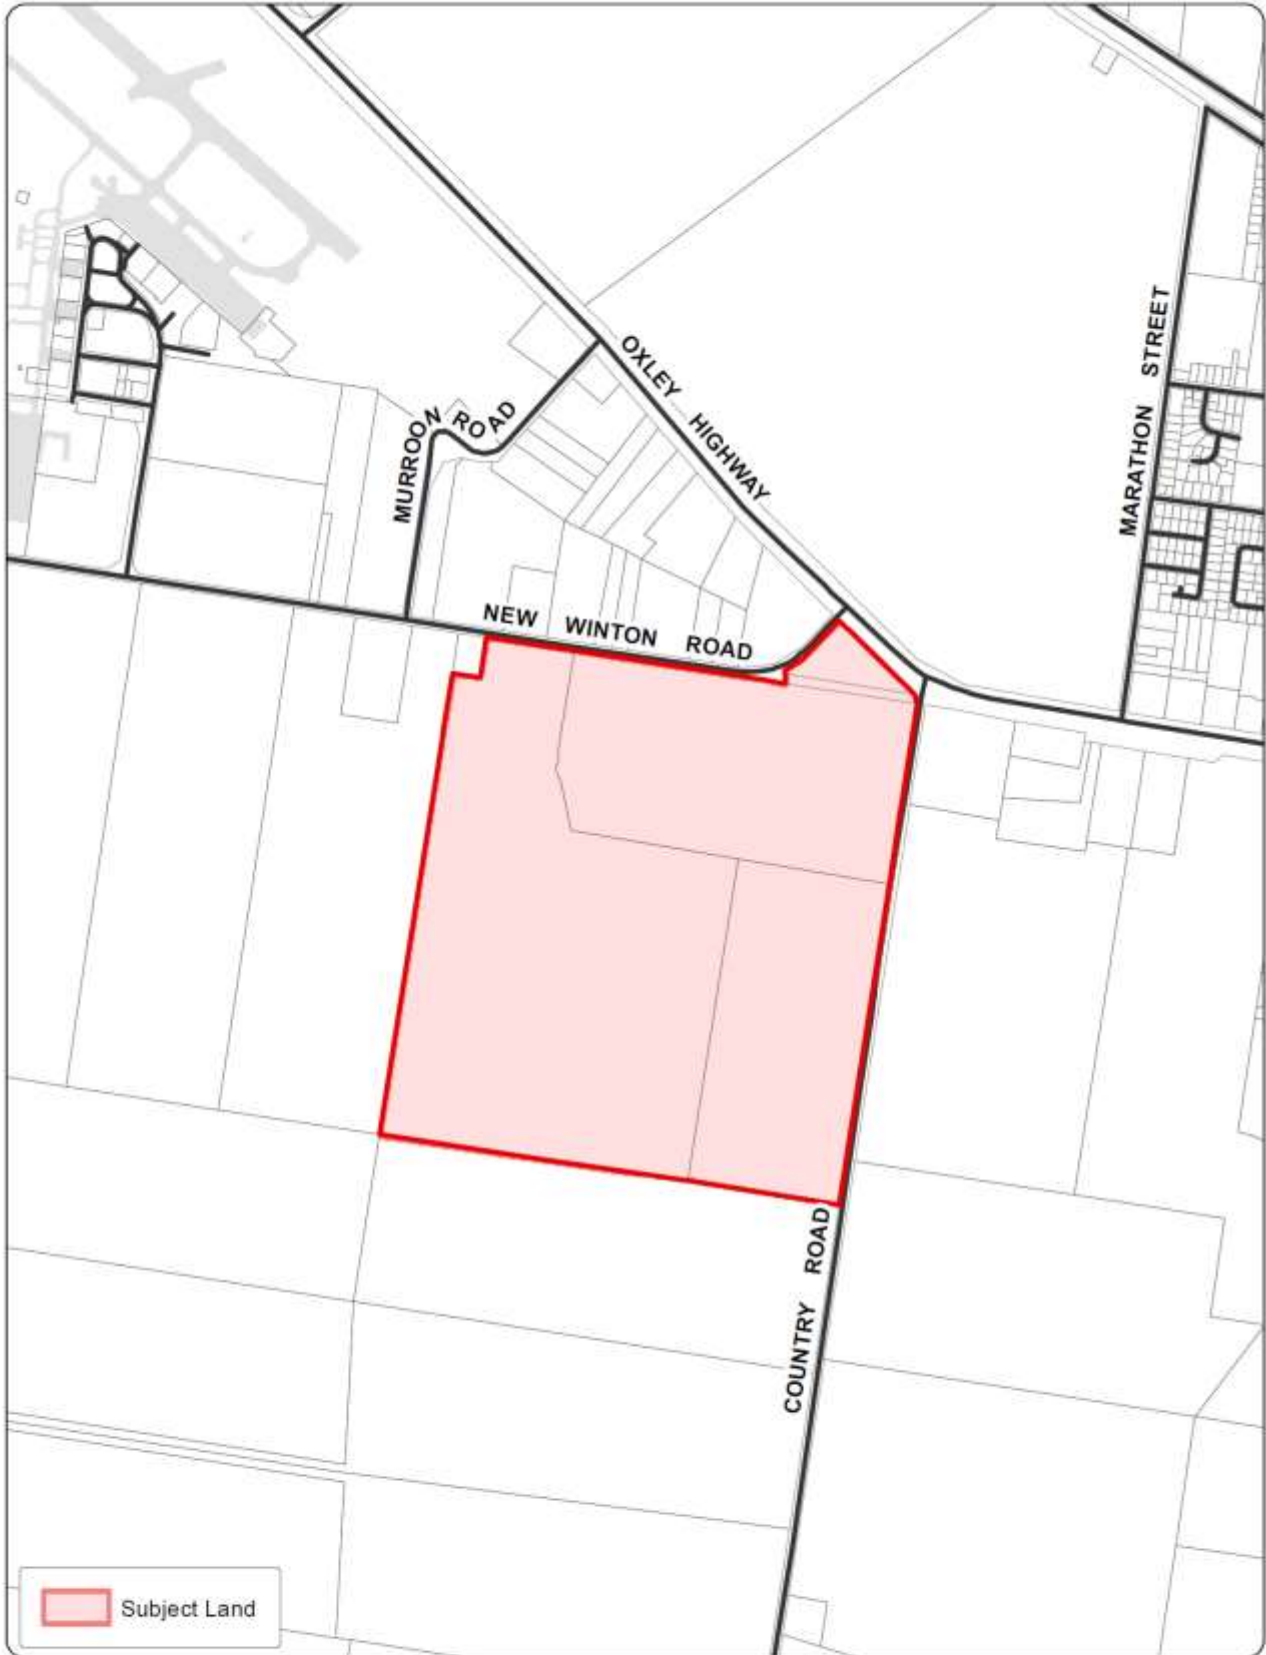 OXLEY HIGHWAY
MARATHON STREET
MURROON ROAD
NEW WINTON ROAD
COUNTRY ROAD
Subject Land